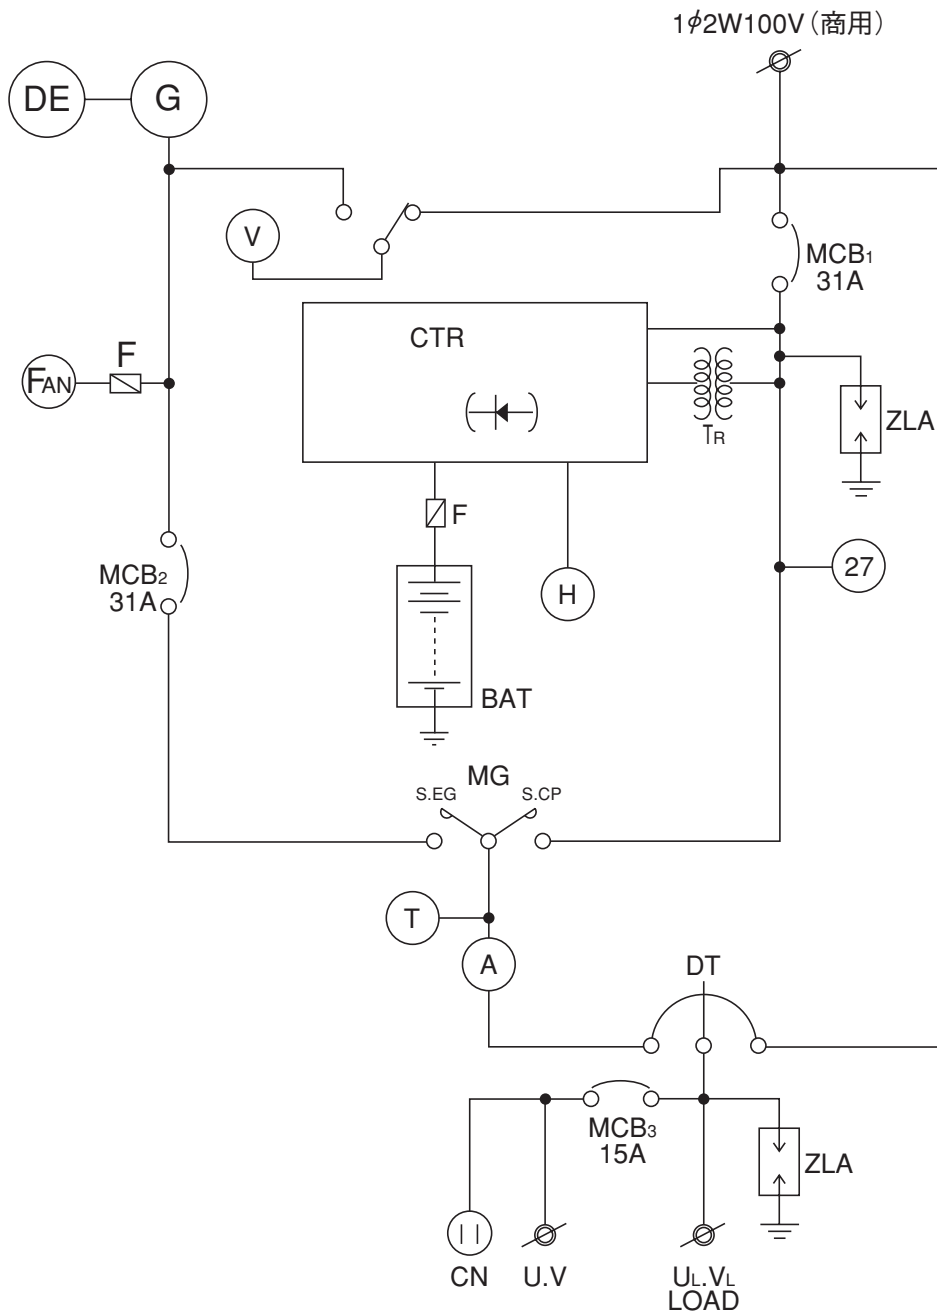 1φ2W100V(商用)
DE
G
V
MCB1
31A
CTR
F
FAN
TR
ZLA
F
MCB2
31A
27
H
BAT
MG
S.EG
S.CP
T
A
DT
MCB3
15A
ZLA
CN
U.V
UL.VL
LOAD